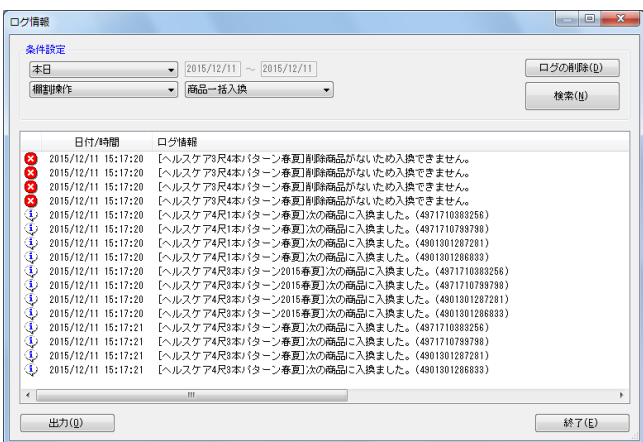 ログ情報
条件設定
本日 2015/12/11 ～ 2015/12/11 ログの削除(D)
棚割操作 商品一括入換 検索(N)
日付/時間 ログ情報
2015/12/11 15:17:20 [ヘルスケア3尺4本パターン春夏]削除商品がないため入換できません。
2015/12/11 15:17:20 [ヘルスケア3尺4本パターン春夏]削除商品がないため入換できません。
2015/12/11 15:17:20 [ヘルスケア3尺4本パターン春夏]削除商品がないため入換できません。
2015/12/11 15:17:20 [ヘルスケア3尺4本パターン春夏]削除商品がないため入換できません。
2015/12/11 15:17:20 [ヘルスケア4尺1本パターン春夏]次の商品に入換ました。(4971710383256)
2015/12/11 15:17:20 [ヘルスケア4尺1本パターン春夏]次の商品に入換ました。(4971710799798)
2015/12/11 15:17:20 [ヘルスケア4尺1本パターン春夏]次の商品に入換ました。(4901301287281)
2015/12/11 15:17:20 [ヘルスケア4尺1本パターン春夏]次の商品に入換ました。(4901301286833)
2015/12/11 15:17:20 [ヘルスケア4尺3本パターン2015春夏]次の商品に入換ました。(4971710383256)
2015/12/11 15:17:20 [ヘルスケア4尺3本パターン2015春夏]次の商品に入換ました。(4971710799798)
2015/12/11 15:17:20 [ヘルスケア4尺3本パターン2015春夏]次の商品に入換ました。(4901301287281)
2015/12/11 15:17:20 [ヘルスケア4尺3本パターン2015春夏]次の商品に入換ました。(4901301286833)
2015/12/11 15:17:21 [ヘルスケア4尺3本パターン春夏]次の商品に入換ました。(4971710383256)
2015/12/11 15:17:21 [ヘルスケア4尺3本パターン春夏]次の商品に入換ました。(4971710799798)
2015/12/11 15:17:21 [ヘルスケア4尺3本パターン春夏]次の商品に入換ました。(4901301287281)
2015/12/11 15:17:21 [ヘルスケア4尺3本パターン春夏]次の商品に入換ました。(4901301286833)
出力(O) 終了(E)